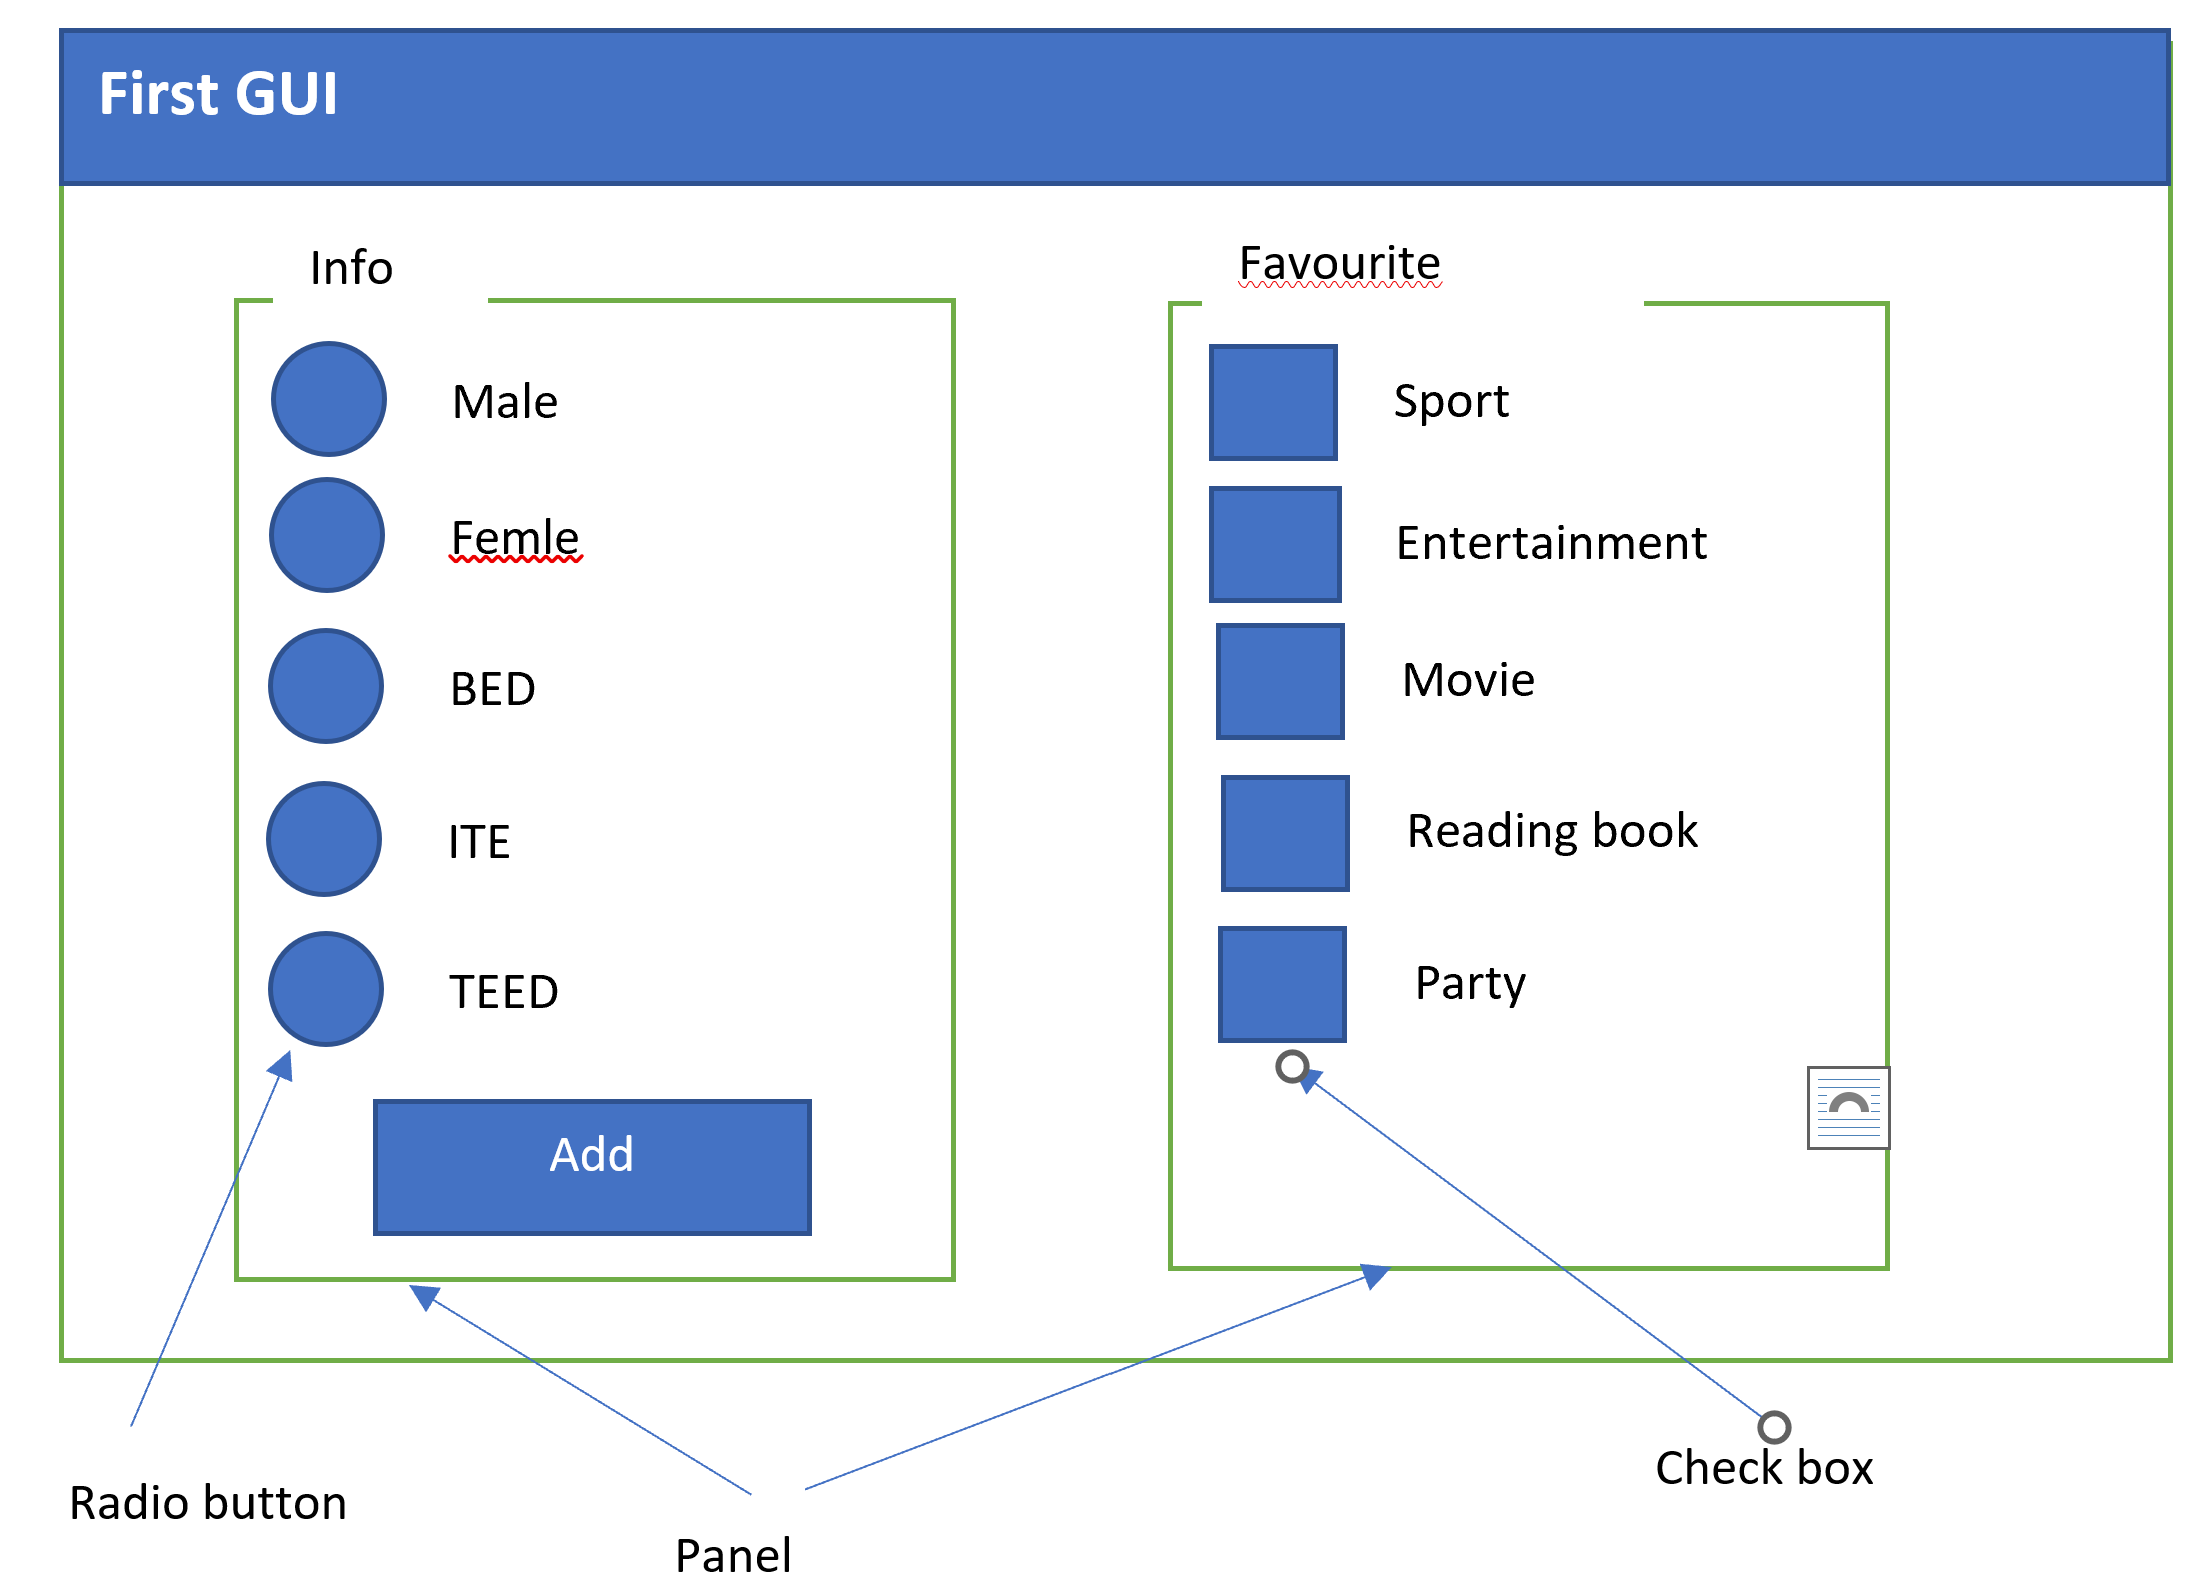 First GUI
Info
Male
Femle
BED
ITE
TEED
Add
Favourite
Sport
Entertainment
Movie
Reading book
Party
Radio button
Panel
Check box